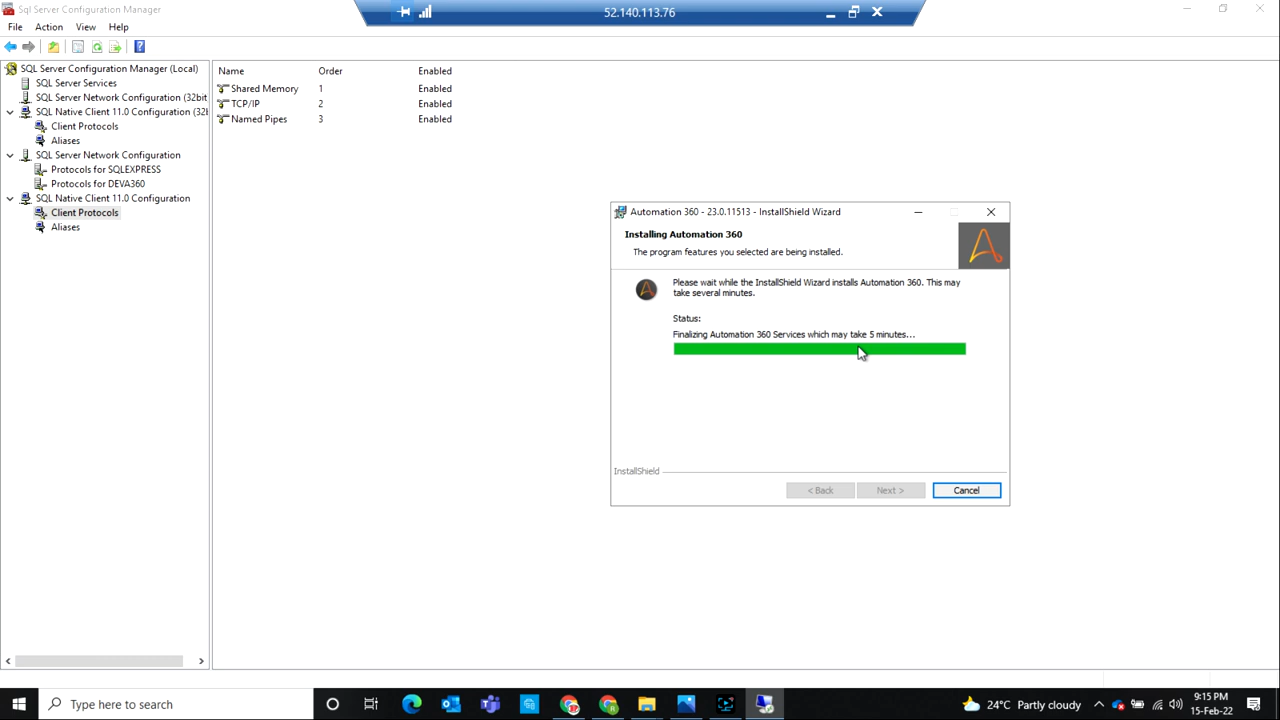 Sql Server Configuration Manager
52.140.113.76
File Action View Help
SQL Server Configuration Manager (Local)
SQL Server Services
SQL Server Network Configuration (32bit
SQL Native Client 11.0 Configuration (32l
Client Protocols
Aliases
SQL Server Network Configuration
Protocols for SQLEXPRESS
Protocols for DEVA360
SQL Native Client 11.0 Configuration
Client Protocols
Aliases
Name Order Enabled
Shared Memory 1 Enabled
TCP/IP 2 Enabled
Named Pipes 3 Enabled
Automation 360 - 23.0.11513 - InstallShield Wizard
Installing Automation 360
The program features you selected are being installed.
Please wait while the InstallShield Wizard installs Automation 360. This may
take several minutes.
Status:
Finalizing Automation 360 Services which may take 5 minutes...
InstallShield
< Back Next > Cancel
Type here to search
24°C Partly cloudy
9:15 PM
15-Feb-22